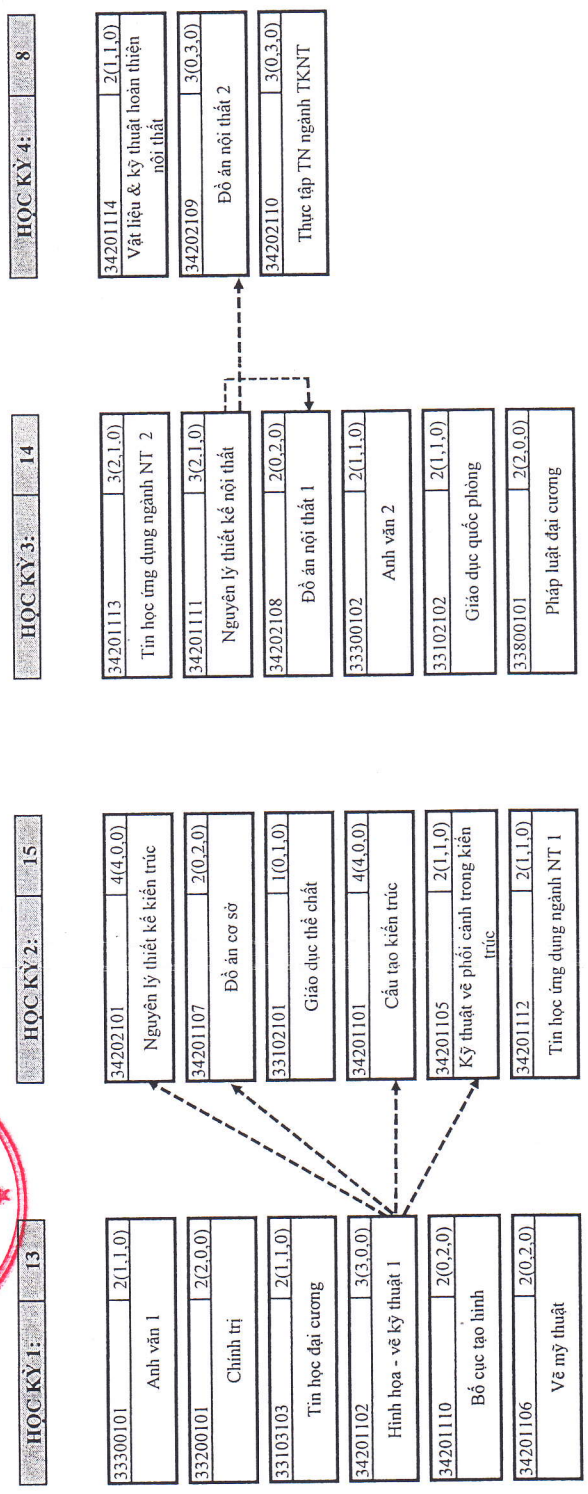 HỌC KỲ 1: 13
33300101 2(1,1,0)
Anh văn 1
33200101 2(2,0,0)
Chính trị
33103103 2(1,1,0)
Tin học đại cương
34201102 3(3,0,0)
Hình họa - vẽ kỹ thuật 1
34201110 2(0,2,0)
Bố cục tạo hình
34201106 2(0,2,0)
Vẽ mỹ thuật
HỌC KỲ 2: 15
34202101 4(4,0,0)
Nguyên lý thiết kế kiến trúc
34201107 2(0,2,0)
Đồ án cơ sở
33102101 1(0,1,0)
Giáo dục thể chất
34201101 4(4,0,0)
Cấu tạo kiến trúc
34201105 2(1,1,0)
Kỹ thuật vẽ phối cảnh trong kiến
trúc
34201112 2(1,1,0)
Tin học ứng dụng ngành NT 1
HỌC KỲ 3: 14
34201113 3(2,1,0)
Tin học ứng dụng ngành NT 2
34201111 3(2,1,0)
Nguyên lý thiết kế nội thất
34202108 2(0,2,0)
Đồ án nội thất 1
33300102 2(1,1,0)
Anh văn 2
33102102 2(1,1,0)
Giáo dục quốc phòng
33800101 2(2,0,0)
Pháp luật đại cương
HỌC KỲ 4: 8
34201114 2(1,1,0)
Vật liệu & kỹ thuật hoàn thiện
nội thất
34202109 3(0,3,0)
Đồ án nội thất 2
34202110 3(0,3,0)
Thực tập TN ngành TKNT